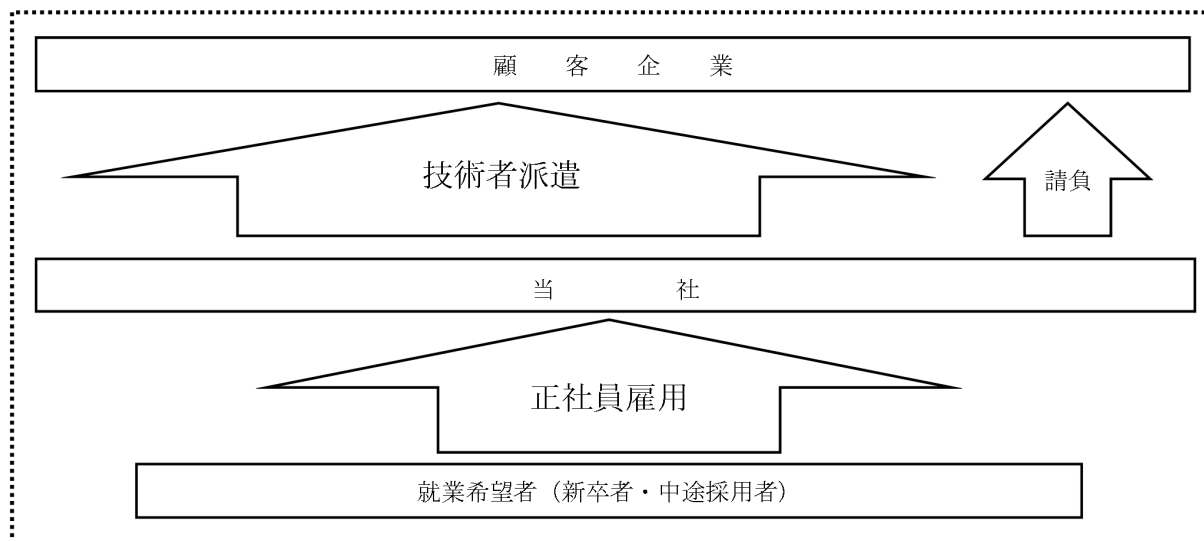 顧客企業
技術者派遣
請負
当社
正社員雇用
就業希望者（新卒者・中途採用者）